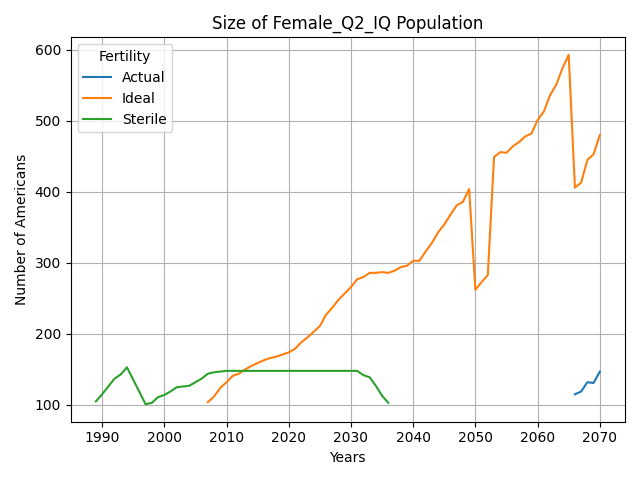 Size of Female_Q2_IQ Population
Fertility
Actual
Ideal
Sterile
Number of Americans
600
500
400
300
200
100
1990 2000 2010 2020 2030 2040 2050 2060 2070
Years